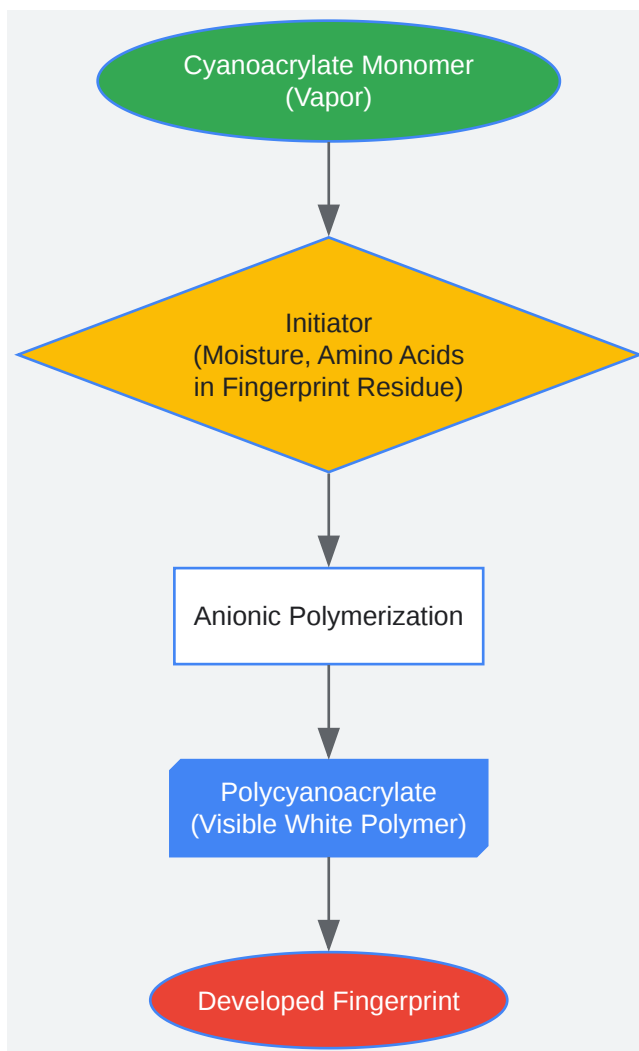 Cyanoacrylate Monomer
(Vapor)
Initiator
(Moisture, Amino Acids
in Fingerprint Residue)
Anionic Polymerization
Polycyanoacrylate
(Visible White Polymer)
Developed Fingerprint